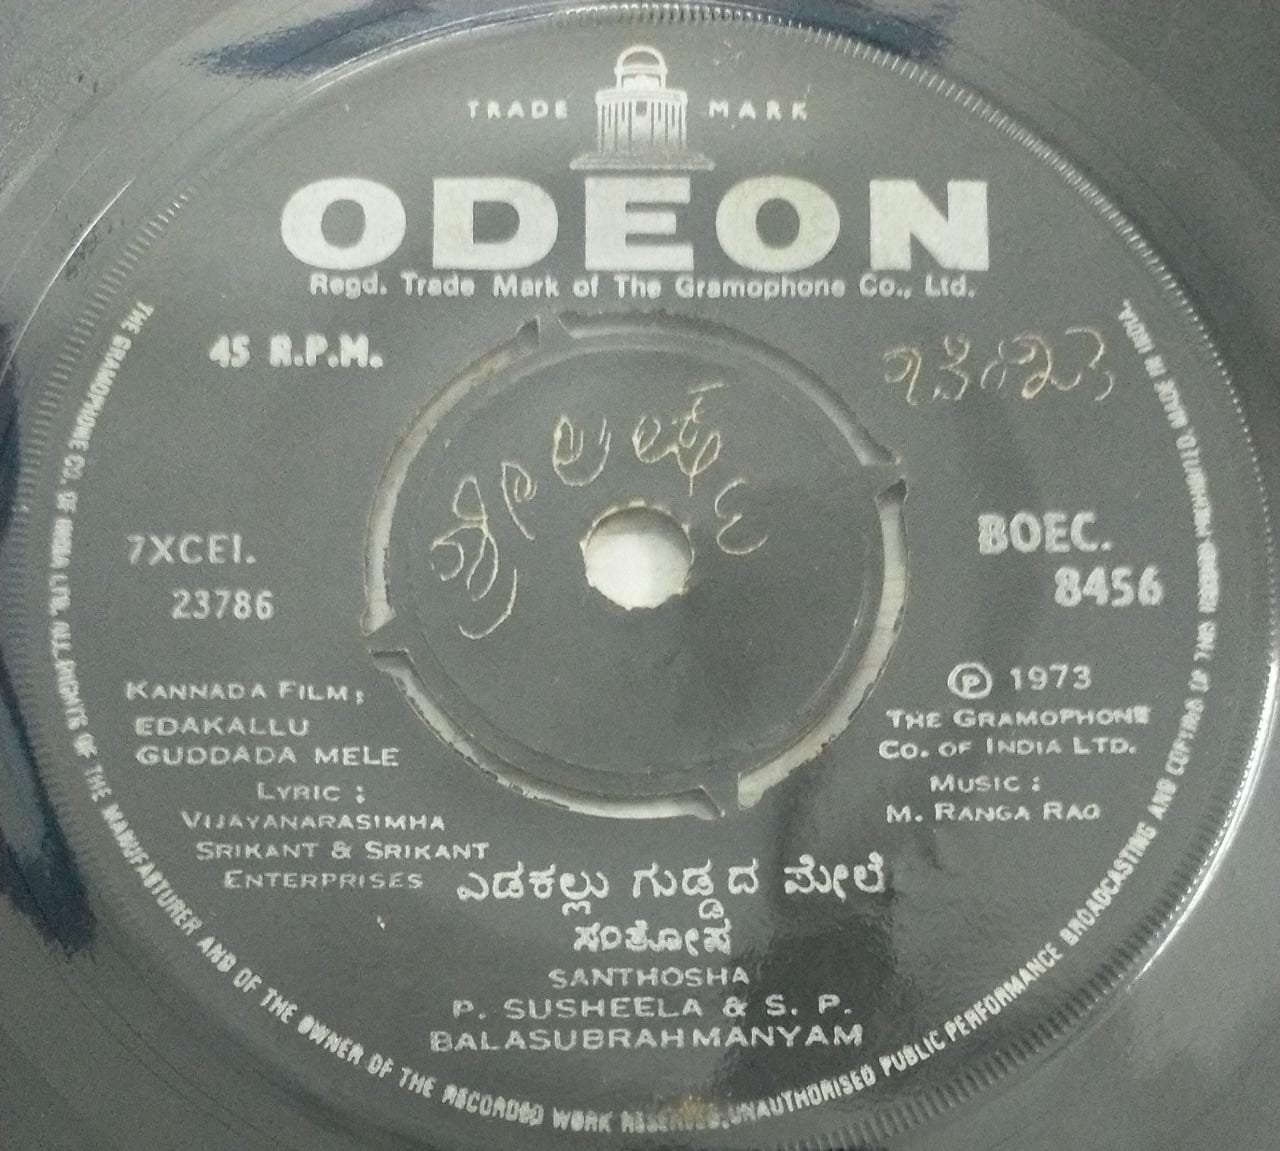 TRADE MARK
ODEON
Regd. Trade Mark of The Gramophone Co., Ltd.
45 R.P.M.
7XCEI.
23786
BOEC.
8456
KANNADA FILM;
EDAKALLU
GUDDADA MELE
LYRIC :
VIJAYANARASIMHA
SRIKANT & SRIKANT
ENTERPRISES
℗ 1973
THE GRAMOPHONE
CO. OF INDIA LTD.
MUSIC :
M. RANGA RAO
ಎಡಕಲ್ಲು ಗುಡ್ಡದ ಮೇಲೆ
ಸಂತೋಷ
SANTHOSHA
P. SUSHEELA & S. P.
BALASUBRAHMANYAM
THE GRAMOPHONE CO. OF INDIA LTD. ALL RIGHTS OF THE MANUFACTURER AND OF THE OWNER OF THE RECORDED WORK RESERVED. UNAUTHORISED PUBLIC PERFORMANCE BROADCASTING AND COPYING OF THIS RECORD PROHIBITED. MADE IN INDIA.